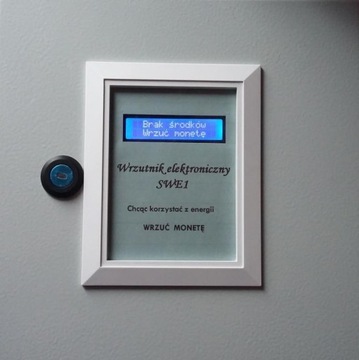 Brak środków
Wrzuć monetę
Wrzutnik elektroniczny
SWE1
Chcąc korzystać z energii
WRZUĆ MONETĘ